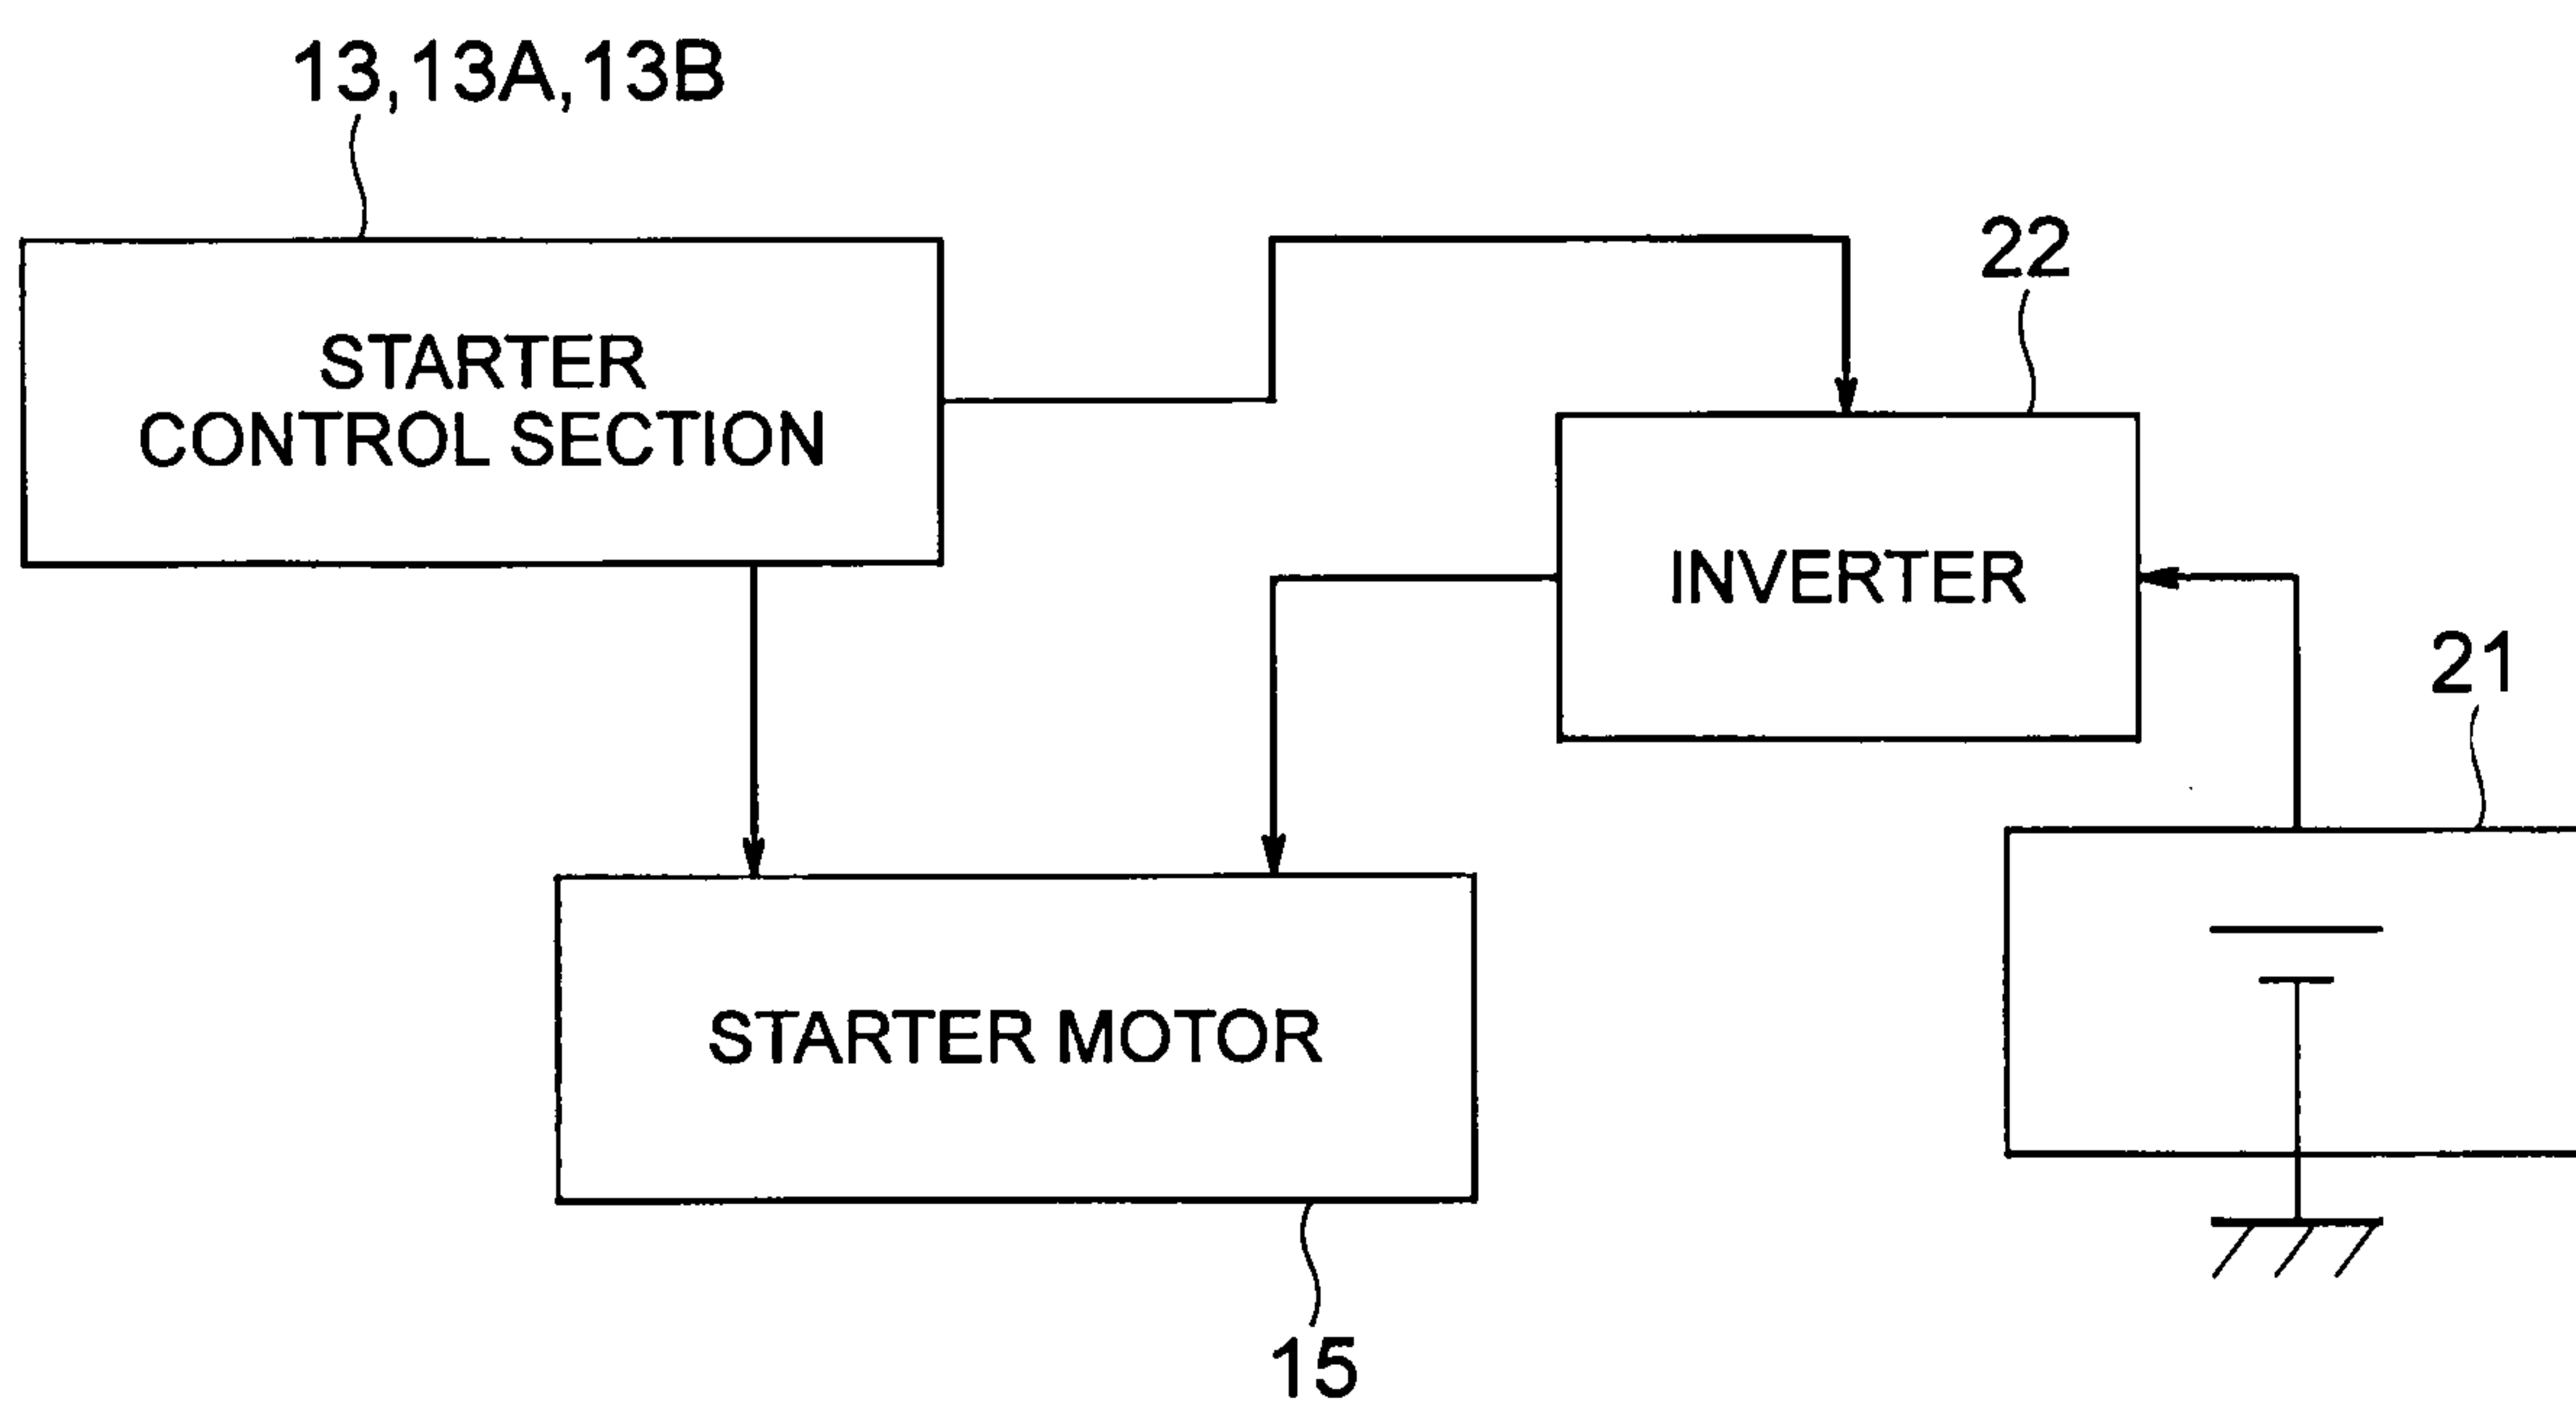 13,13A,13B
STARTER
CONTROL SECTION
22
INVERTER
21
STARTER MOTOR
15